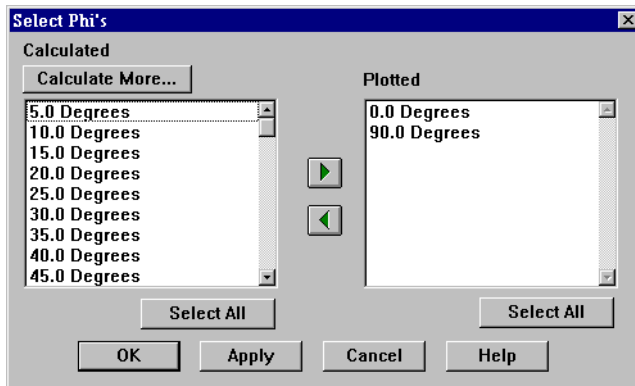 Select Phi's
Calculated
Calculate More...
Plotted
5.0 Degrees
10.0 Degrees
15.0 Degrees
20.0 Degrees
25.0 Degrees
30.0 Degrees
35.0 Degrees
40.0 Degrees
45.0 Degrees
0.0 Degrees
90.0 Degrees
Select All
Select All
OK
Apply
Cancel
Help